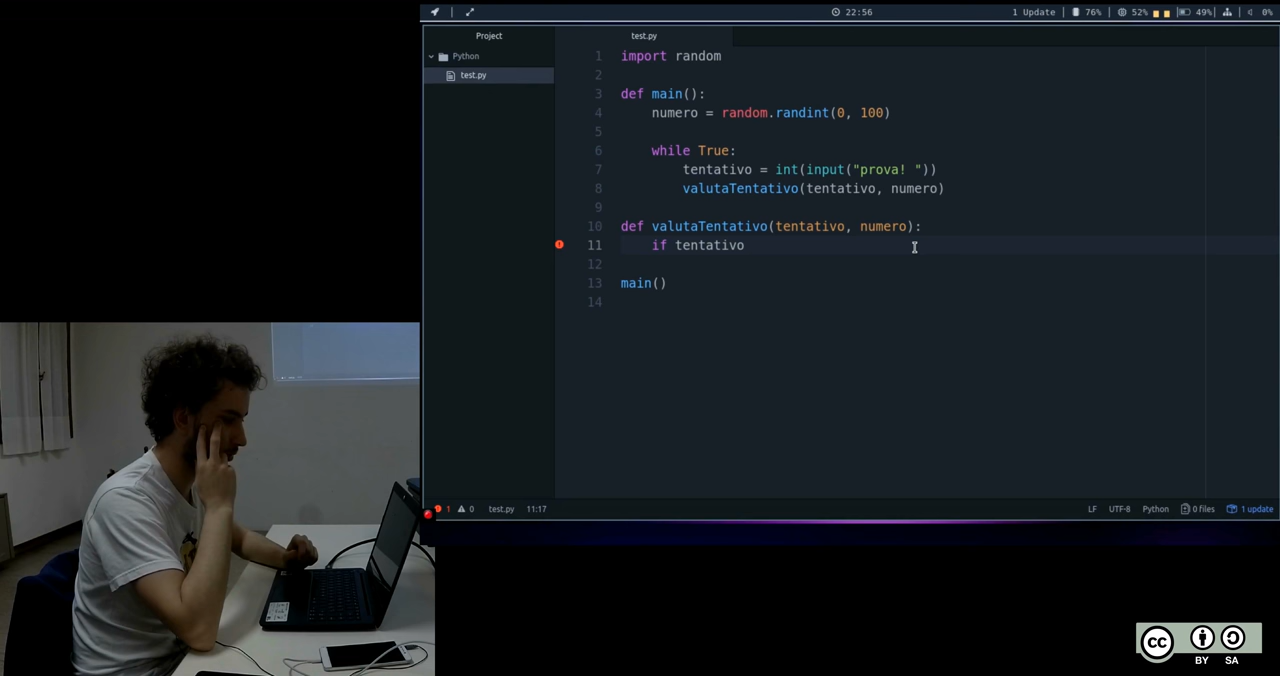 22:56 1 Update 76% 52% 49% 0%
Project test.py
Python
test.py
1 import random
2
3 def main():
4     numero = random.randint(0, 100)
5
6     while True:
7         tentativo = int(input("prova! "))
8         valutaTentativo(tentativo, numero)
9
10 def valutaTentativo(tentativo, numero):
11     if tentativo
12
13 main()
14
1 0 test.py 11:17 LF UTF-8 Python 0 files 1 update
cc
BY SA